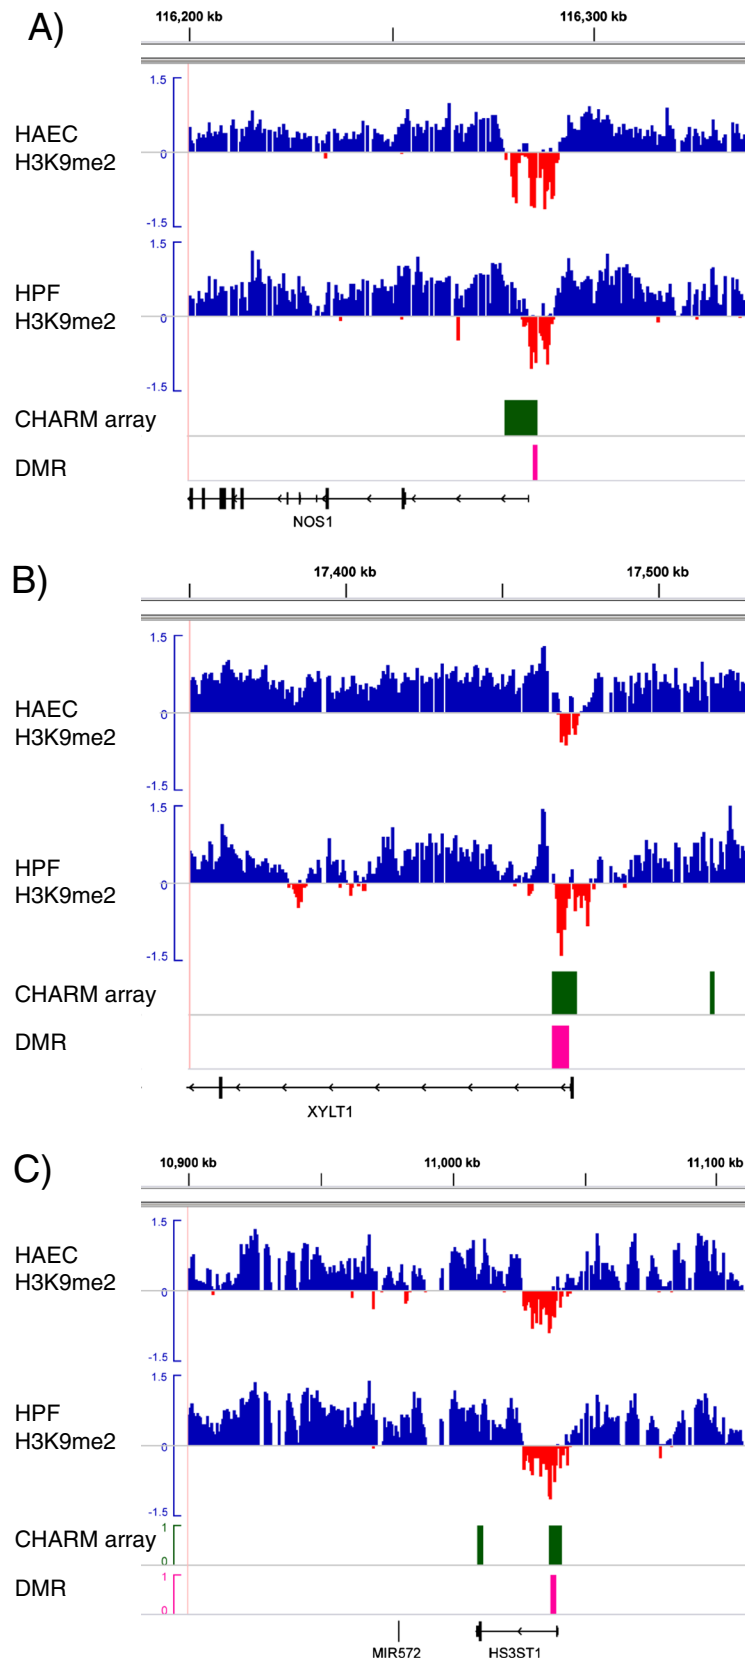 A)
116,200 kb 116,300 kb
1.5
HAEC
H3K9me2
0
-1.5
1.5
HPF
H3K9me2
0
-1.5
CHARM array
DMR
NOS1
B)
17,400 kb 17,500 kb
1.5
HAEC
H3K9me2
0
-1.5
1.5
HPF
H3K9me2
0
-1.5
CHARM array
DMR
XYLT1
C)
10,900 kb 11,000 kb 11,100 kb
1.5
HAEC
H3K9me2
0
-1.5
1.5
HPF
H3K9me2
0
-1.5
CHARM array
1
0
DMR
1
0
MIR572 HS3ST1